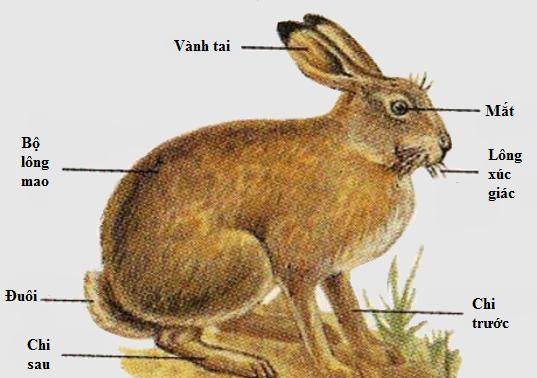 Vành tai
Mắt
Bộ
lông
mao
Lông
xúc
giác
Đuôi
Chi
trước
Chi
sau